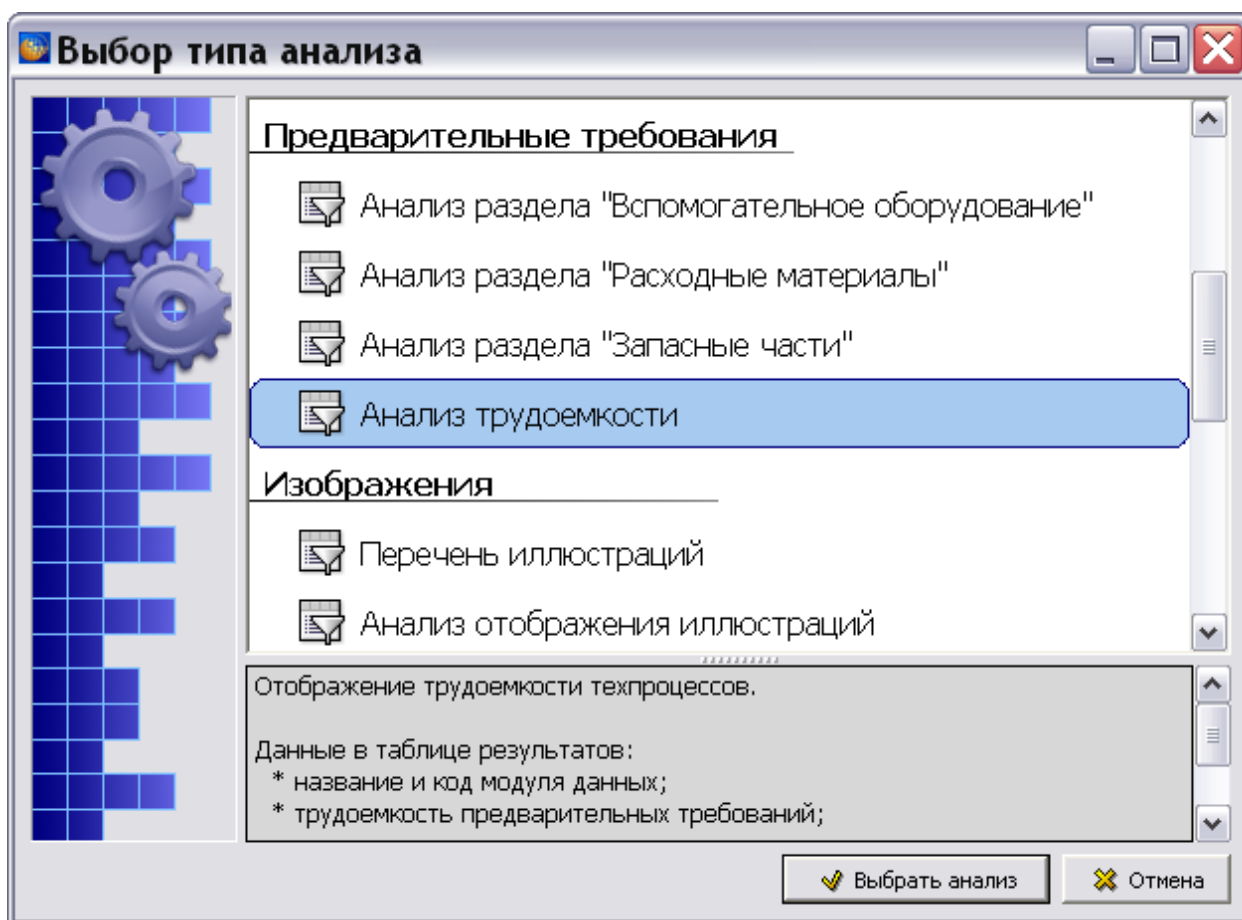 Выбор типа анализа
Предварительные требования
Анализ раздела "Вспомогательное оборудование"
Анализ раздела "Расходные материалы"
Анализ раздела "Запасные части"
Анализ трудоемкости
Изображения
Перечень иллюстраций
Анализ отображения иллюстраций
Отображение трудоемкости техпроцессов.
Данные в таблице результатов:
* название и код модуля данных;
* трудоемкость предварительных требований;
Выбрать анализ
Отмена